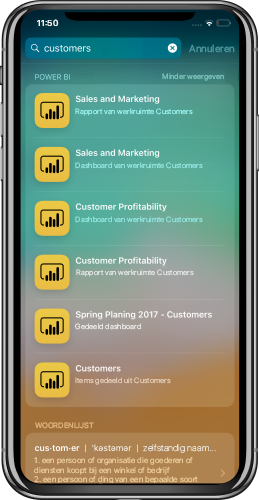 11:50
customers
Annuleren
POWER BI
Minder weergeven
Sales and Marketing
Rapport van werkruimte Customers
Sales and Marketing
Dashboard van werkruimte Customers
Customer Profitability
Dashboard van werkruimte Customers
Customer Profitability
Rapport van werkruimte Customers
Spring Planing 2017 - Customers
Gedeeld dashboard
Customers
Items gedeeld uit Customers
WOORDENLIJST
cus·tom·er | 'kəstəmər | zelfstandig naam...
1. een persoon of organisatie die goederen of
diensten koopt bij een winkel of bedrijf
2. een persoon of ding van een bepaalde soort